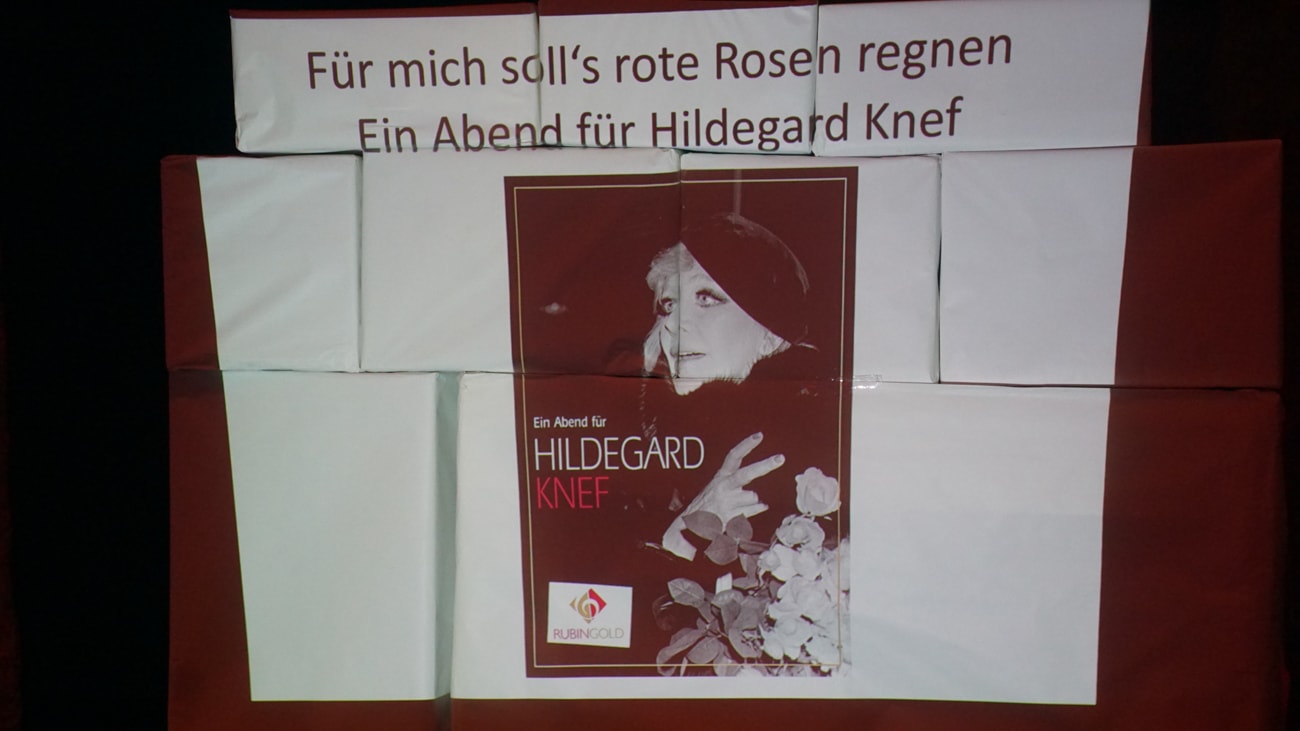 Für mich soll‘s rote Rosen regnen
Ein Abend für Hildegard Knef
Ein Abend für
HILDEGARD
KNEF
RUBINGOLD